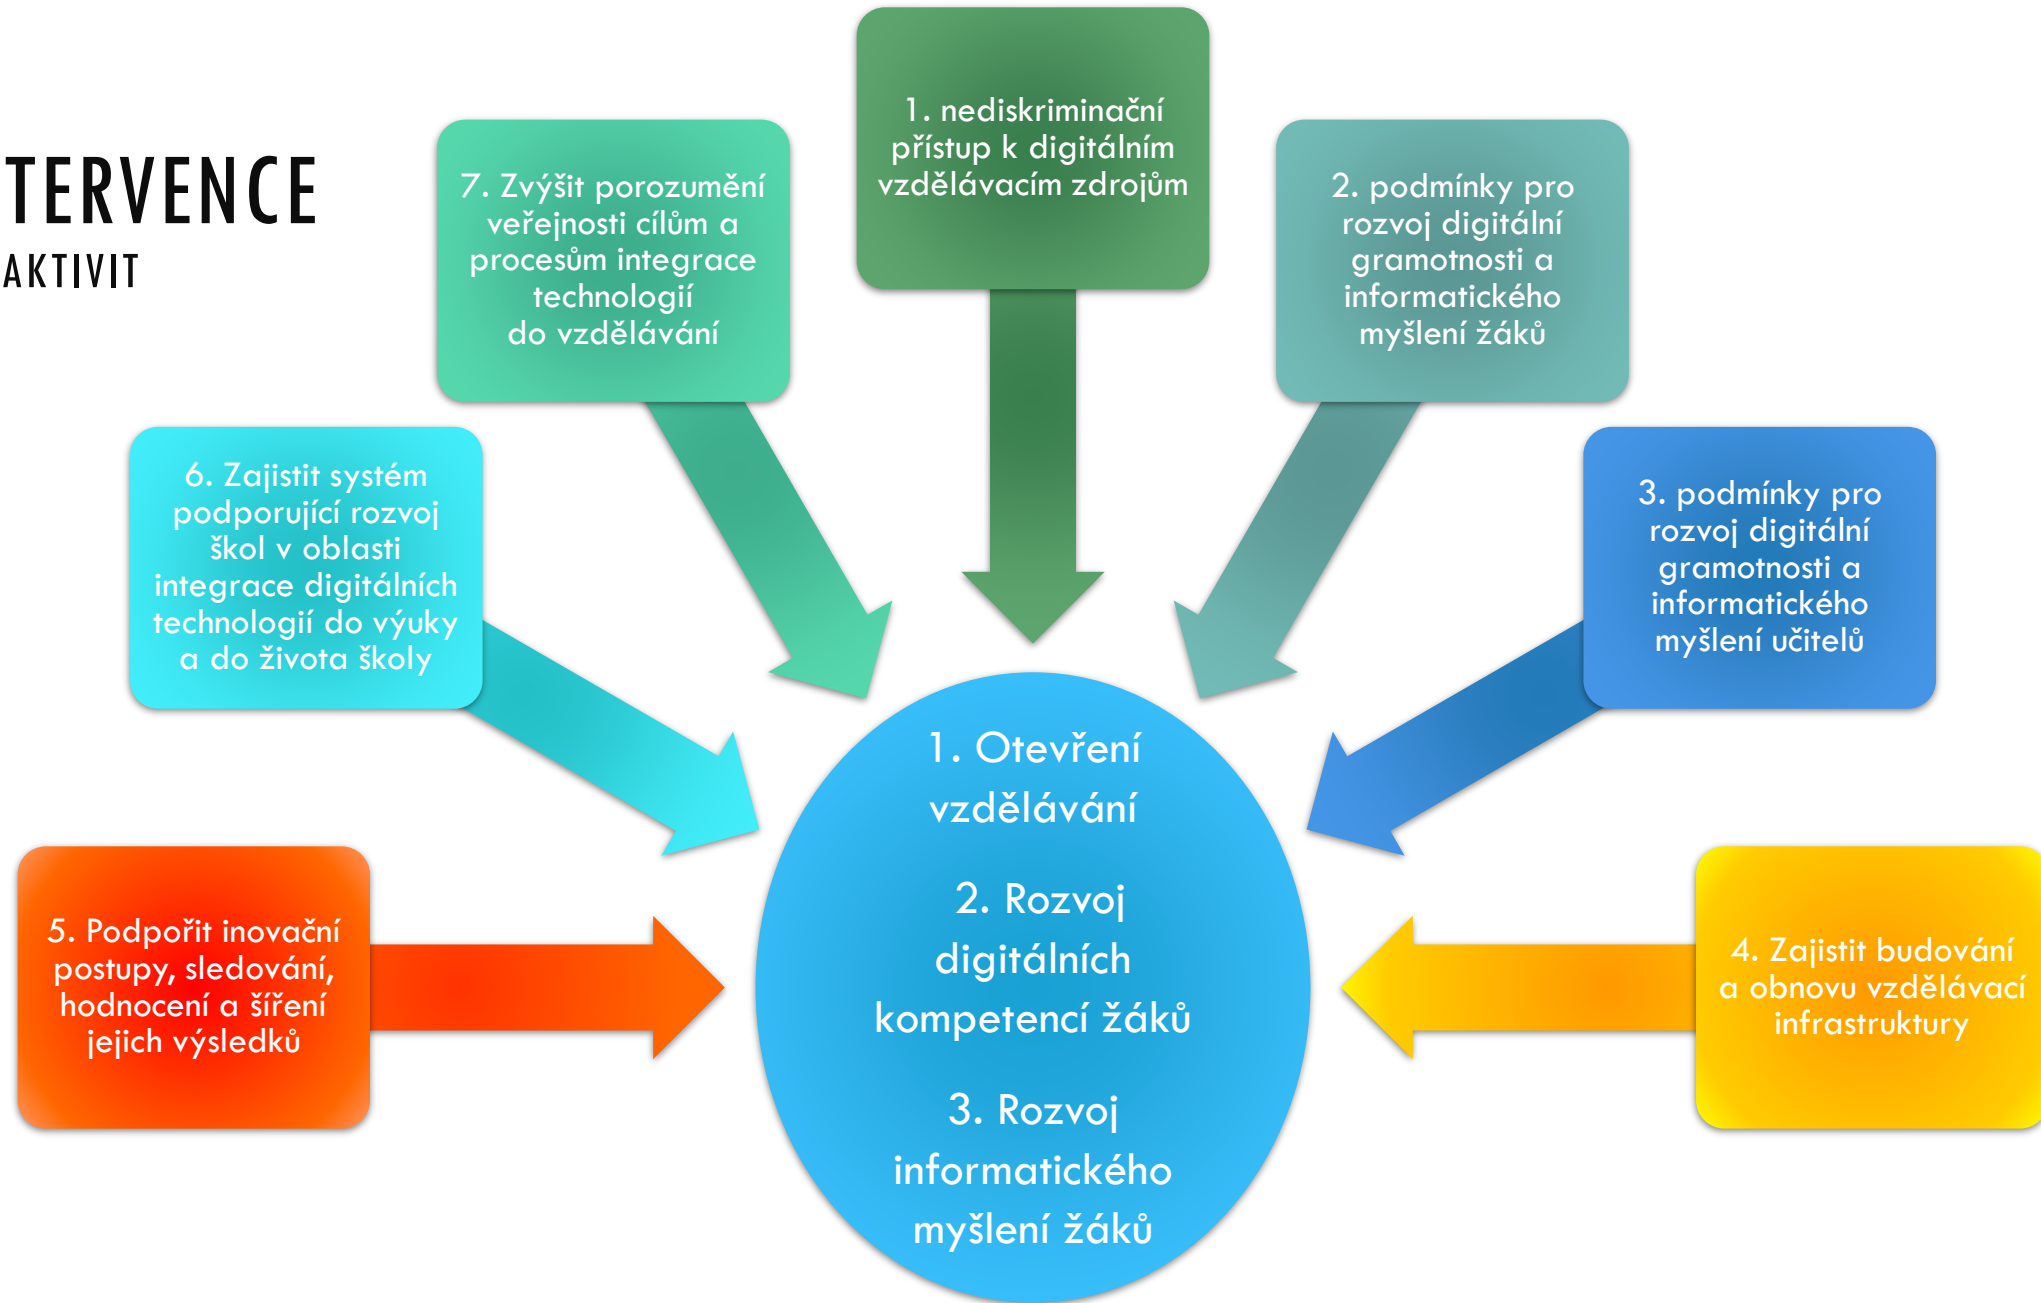 TERVENCE
AKTIVIT
1. nediskriminační
přístup k digitálním
vzdělávacím zdrojům
2. podmínky pro
rozvoj digitální
gramotnosti a
informatického
myšlení žáků
3. podmínky pro
rozvoj digitální
gramotnosti a
informatického
myšlení učitelů
4. Zajistit budování
a obnovu vzdělávací
infrastruktury
5. Podpořit inovační
postupy, sledování,
hodnocení a šíření
jejich výsledků
6. Zajistit systém
podporující rozvoj
škol v oblasti
integrace digitálních
technologií do výuky
a do života školy
7. Zvýšit porozumění
veřejnosti cílům a
procesům integrace
technologií
do vzdělávání
1. Otevření
vzdělávání
2. Rozvoj
digitálních
kompetencí žáků
3. Rozvoj
informatického
myšlení žáků